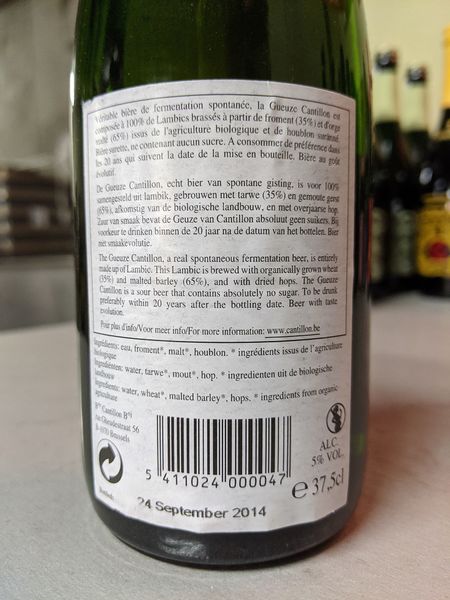 Véritable bière de fermentation spontanée, la Gueuze Cantillon est
composée à 100% de Lambics brassés à partir de froment (35%) et d'orge
malté (65%) issus de l'agriculture biologique et de houblon suranné.
Bière surette, ne contenant aucun sucre. A consommer de préférence dans
les 20 ans qui suivent la date de la mise en bouteille. Bière au goût
évolutif.
De Gueuze Cantillon, echt bier van spontane gisting, is voor 100%
samengesteld uit lambik, gebrouwen met tarwe (35%) en gemoute gerst
(65%), afkomstig van de biologische landbouw, en met overjaarse hop.
Zuur van smaak bevat de Geuze van Cantillon absoluut geen suikers. Bij
voorkeur te drinken binnen de 20 jaar na de datum van het bottelen. Bier
met smaakevolutie.
The Gueuze Cantillon, a real spontaneous fermentation beer, is entirely
made up of Lambic. This Lambic is brewed with organically grown wheat
(35%) and malted barley (65%), and with dried hops. The Gueuze
Cantillon is a sour beer that contains absolutely no sugar. To be drunk
preferably within 20 years after the bottling date. Beer with taste
evolution.
Pour plus d'info/Voor meer info/For more information: www.cantillon.be
Ingrédients: eau, froment*, malt*, houblon. * ingrédients issus de l'agriculture
biologique
Ingrediënten: water, tarwe*, mout*, hop. * ingredienten uit de biologische
landbouw
Ingredients: water, wheat*, malted barley*, hops. * ingredients from organic
agriculture
Cantillon
rue Gheudestraat 56
B-1070 Brussels
ALC.
5% VOL.
5 411024 000047
e 37,5cl
24 September 2014